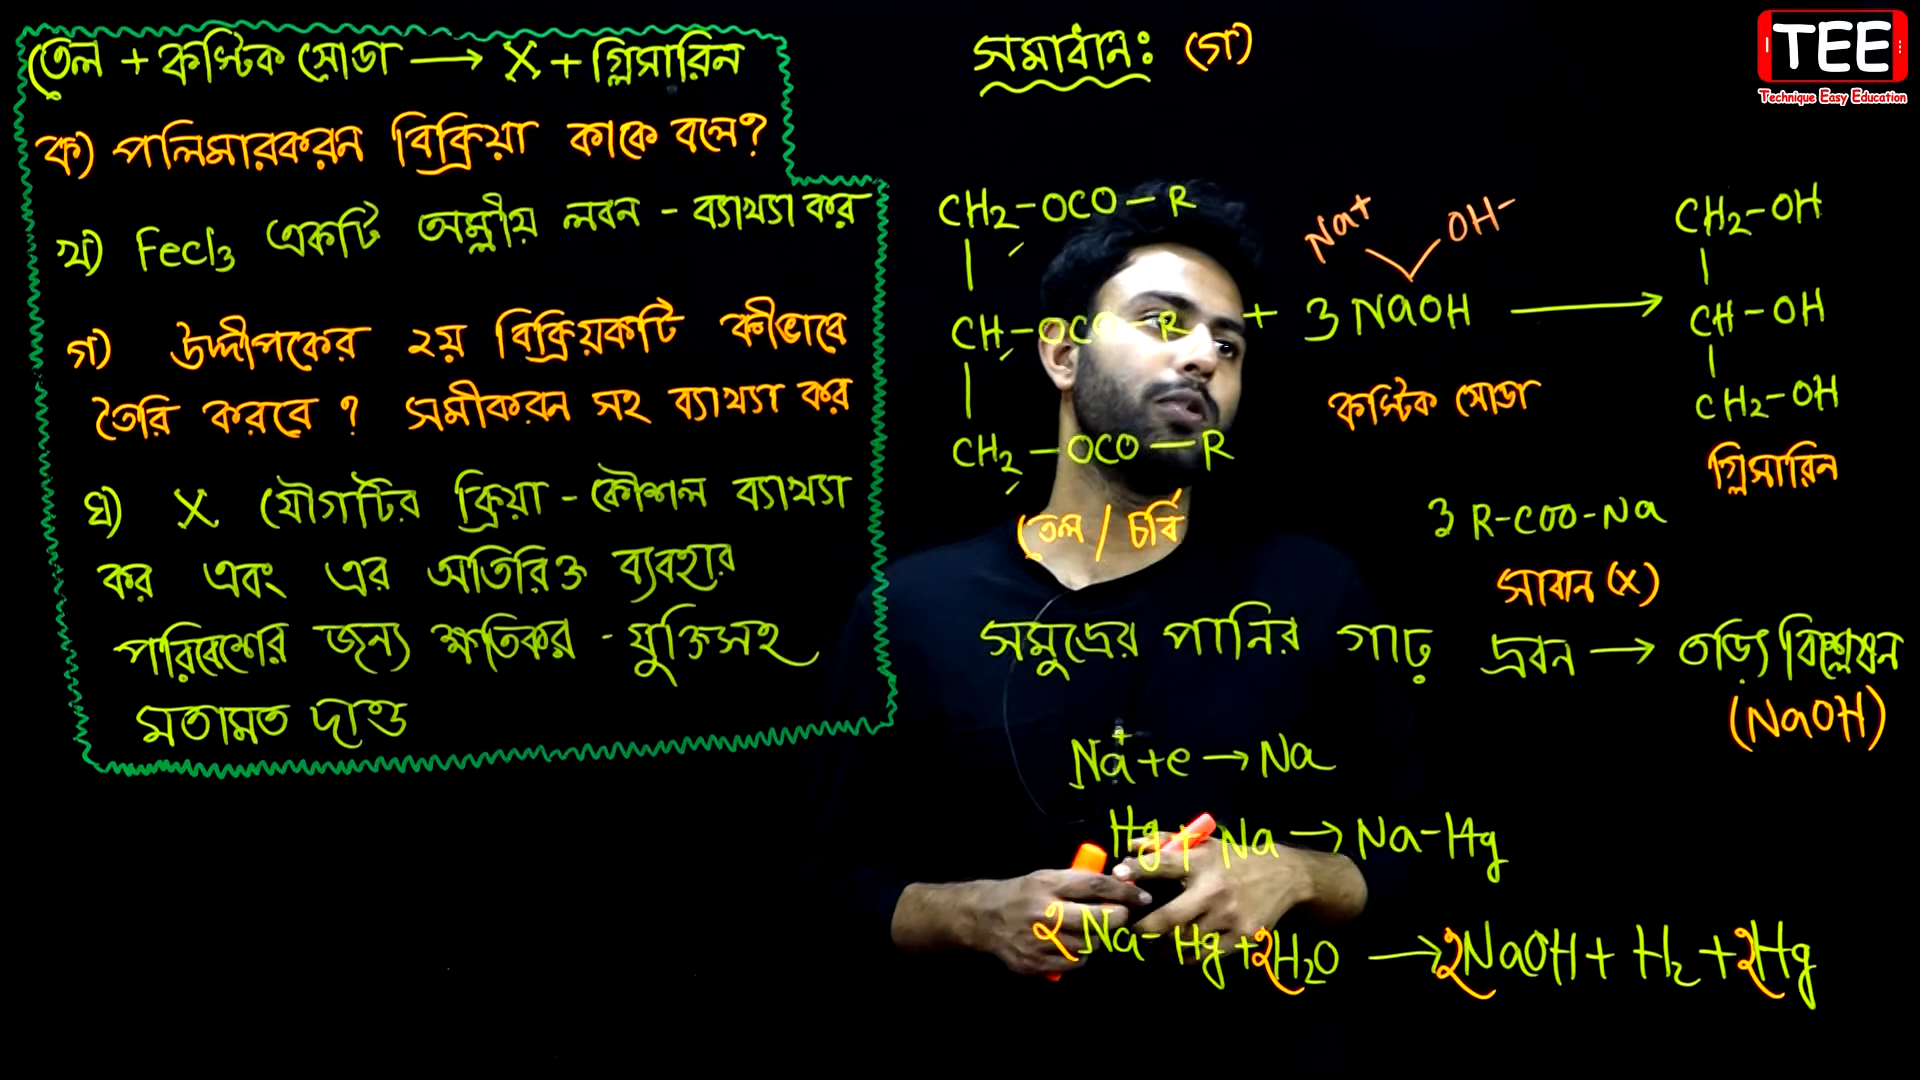 তেল + কস্টিক সোডা → X + গ্লিসারিন
ক) পলিমারকরন বিক্রিয়া কাকে বলে?
খ) FeCl3 একটি অম্লীয় লবন - ব্যাখ্যা কর
গ) উদ্দীপকের ২য় বিক্রিয়কটি কীভাবে
তৈরি করবে ? সমীকরন সহ ব্যাখ্যা কর
ঘ) X যৌগটির ক্রিয়া - কৌশল ব্যাখ্যা
কর এবং এর অতিরিক্ত ব্যবহার
পরিবেশের জন্য ক্ষতিকর - যুক্তিসহ
মতামত দাও
সমাধান: (গ)
CH2-OCO-R
CH-OCO-R
CH2-OCO-R
তেল / চর্বি
+ 3 NaOH →
Na+ OH-
কস্টিক সোডা
CH2-OH
CH-OH
CH2-OH
গ্লিসারিন
3 R-COO-Na
সাবান (X)
সমুদ্রের পানির গাঢ় দ্রবন → তড়িৎ বিশ্লেষন
(NaOH)
Na+ + e → Na
Hg + Na → Na-Hg
2Na-Hg + 2H2O → 2NaOH + H2 + 2Hg
TEE
Technique Easy Education